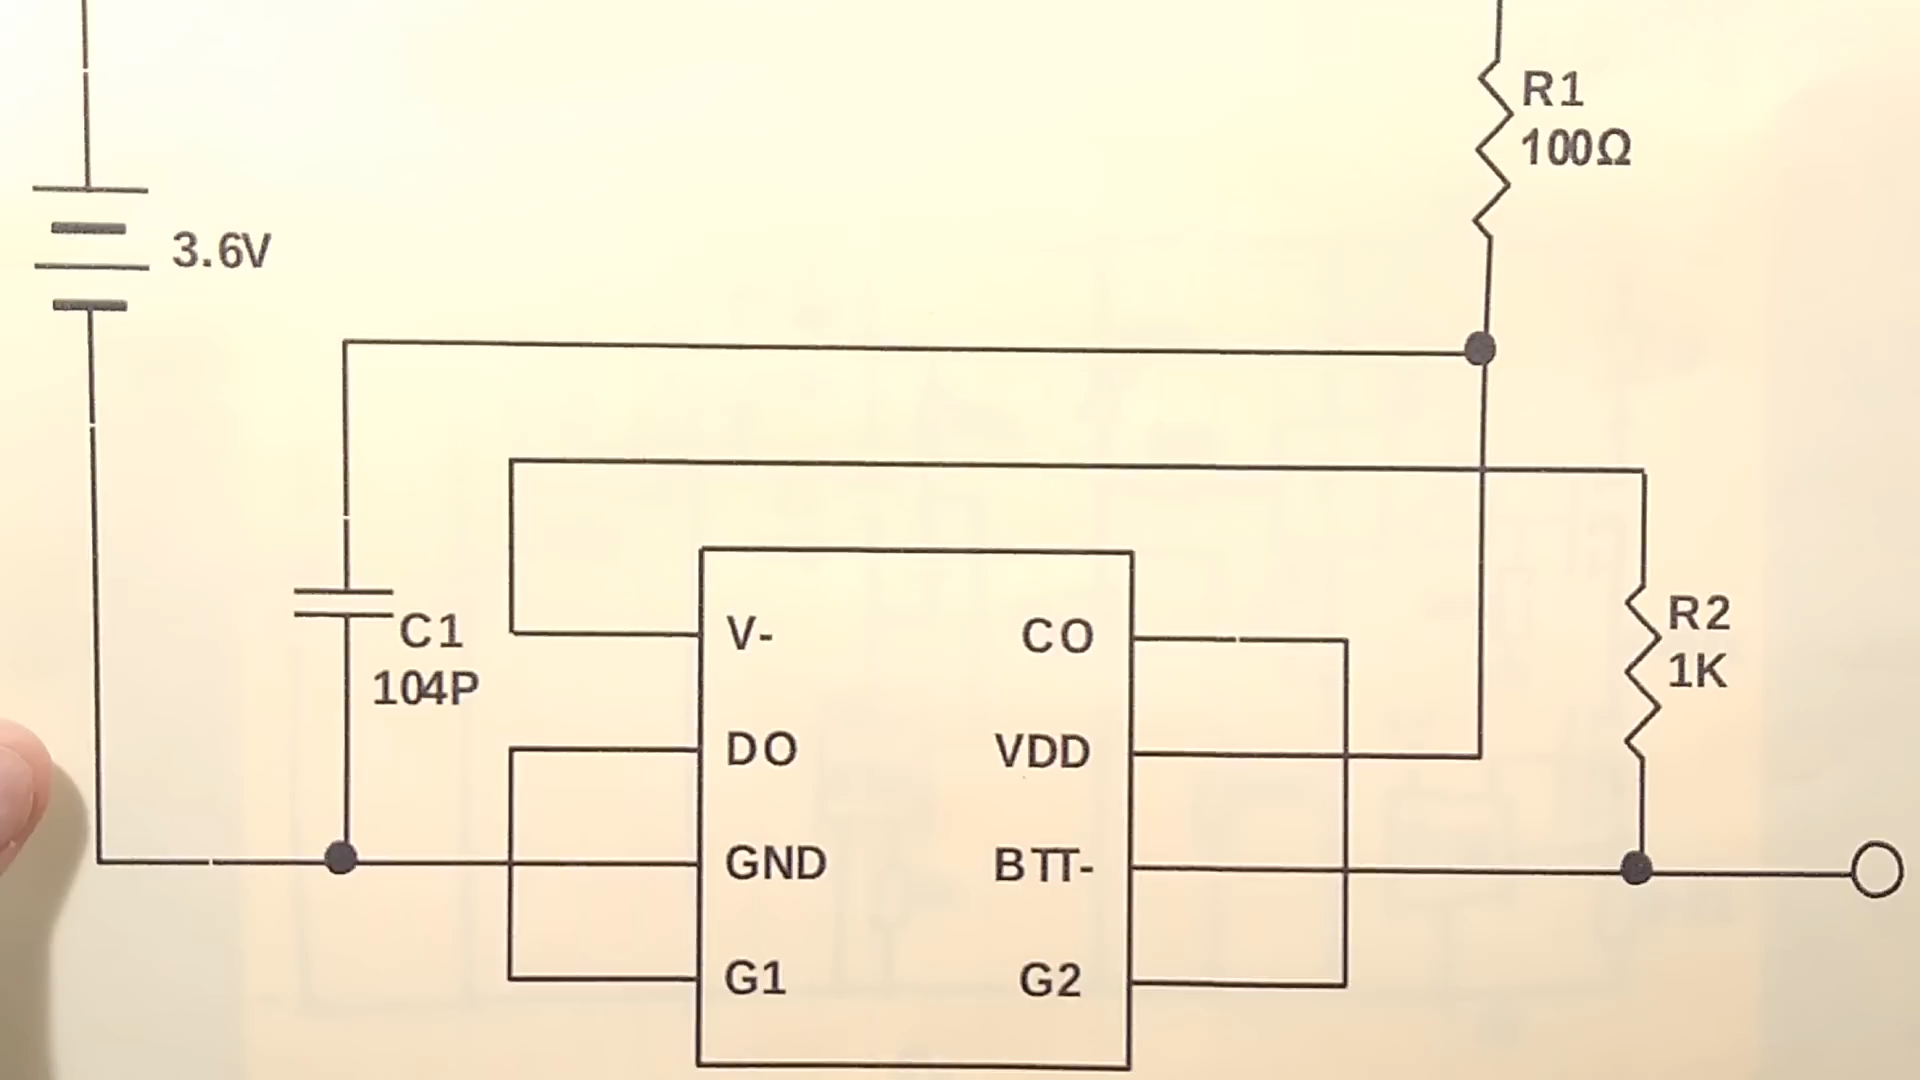 R1
100Ω
3.6V
C1
104P
R2
1K
V-
CO
DO
VDD
GND
BTT-
G1
G2